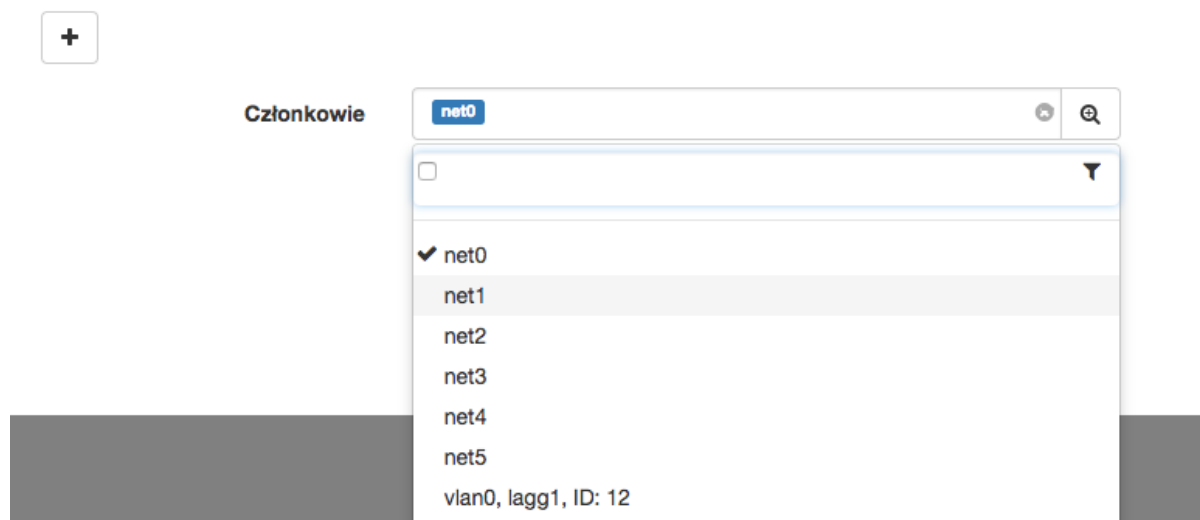 Członkowie
net0
net0
net1
net2
net3
net4
net5
vlan0, lagg1, ID: 12